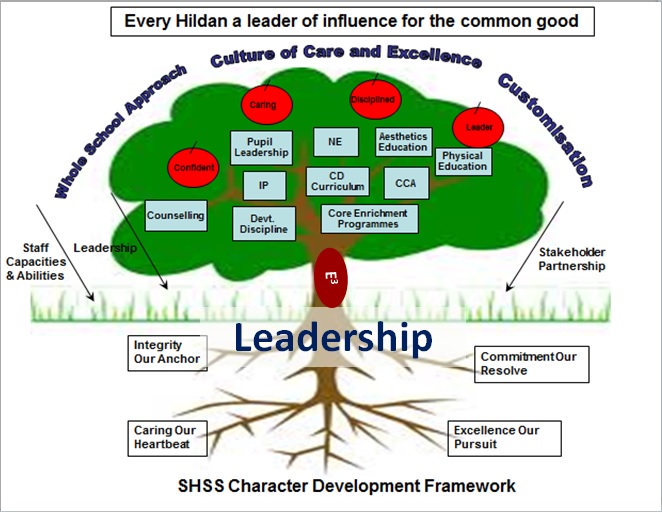 Every Hildan a leader of influence for the common good
Whole School Approach
Culture of Care and Excellence
Customisation
Caring
Disciplined
Leader
Confident
Pupil
Leadership
NE
Aesthetics
Education
Physical
Education
IP
CD
Curriculum
CCA
Counselling
Devt.
Discipline
Core Enrichment
Programmes
Staff
Capacities
& Abilities
Leadership
Stakeholder
Partnership
E³
Leadership
Integrity
Our Anchor
CommitmentOur
Resolve
Caring Our
Heartbeat
Excellence Our
Pursuit
SHSS Character Development Framework